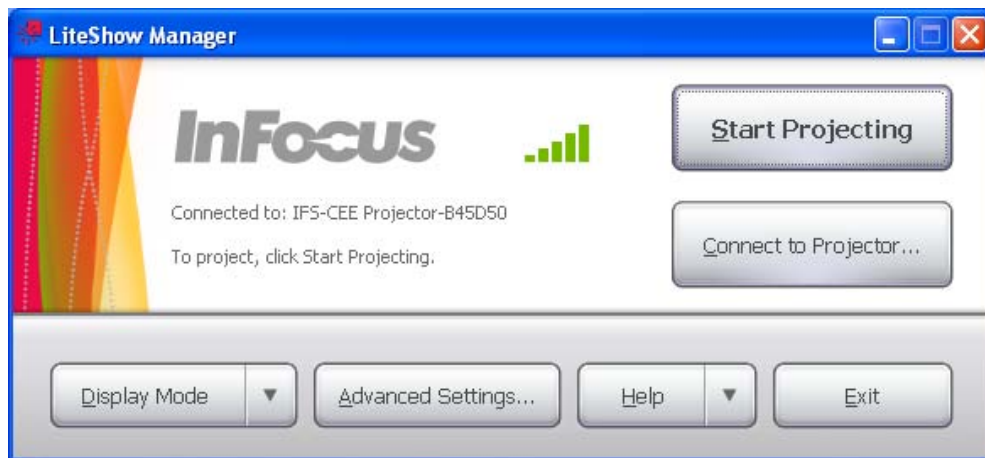 LiteShow Manager
InFocus
Start Projecting
Connected to: IFS-CEE Projector-B45D50
To project, click Start Projecting.
Connect to Projector...
Display Mode
Advanced Settings...
Help
Exit